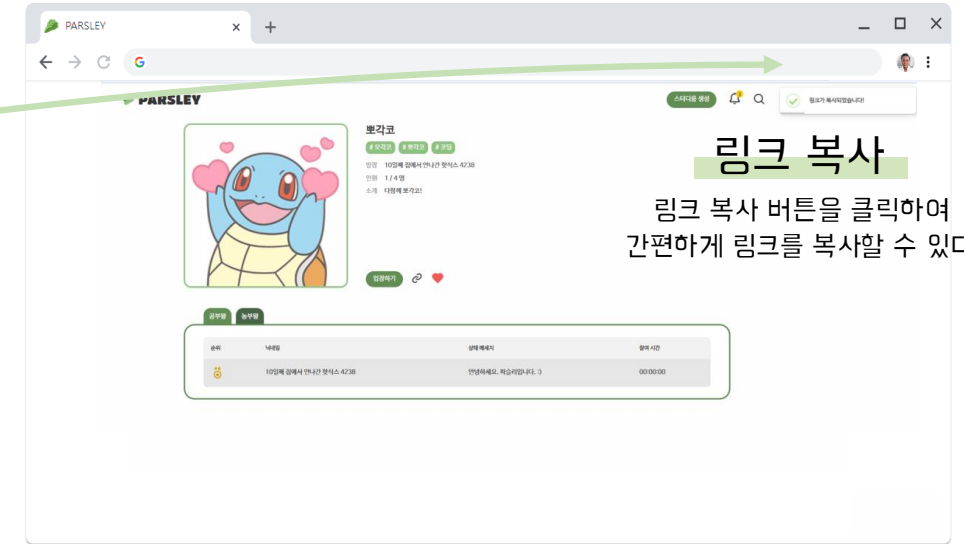 PARSLEY
PARSLEY
스터디룸 생성
링크가 복사되었습니다!
뽀각코
# 모각코 # 뽀각코 # 코딩
방장 10일째 집에서 안나간 핫식스 4238
인원 1 / 4 명
소개 다함께 뽀각코!
링크 복사
링크 복사 버튼을 클릭하여
간편하게 링크를 복사할 수 있다
입장하기
공부왕 농부왕
순위 닉네임 상태 메세지 참여 시간
10일째 집에서 안나간 핫식스 4238 안녕하세요. 파슬리입니다. :) 00:00:00